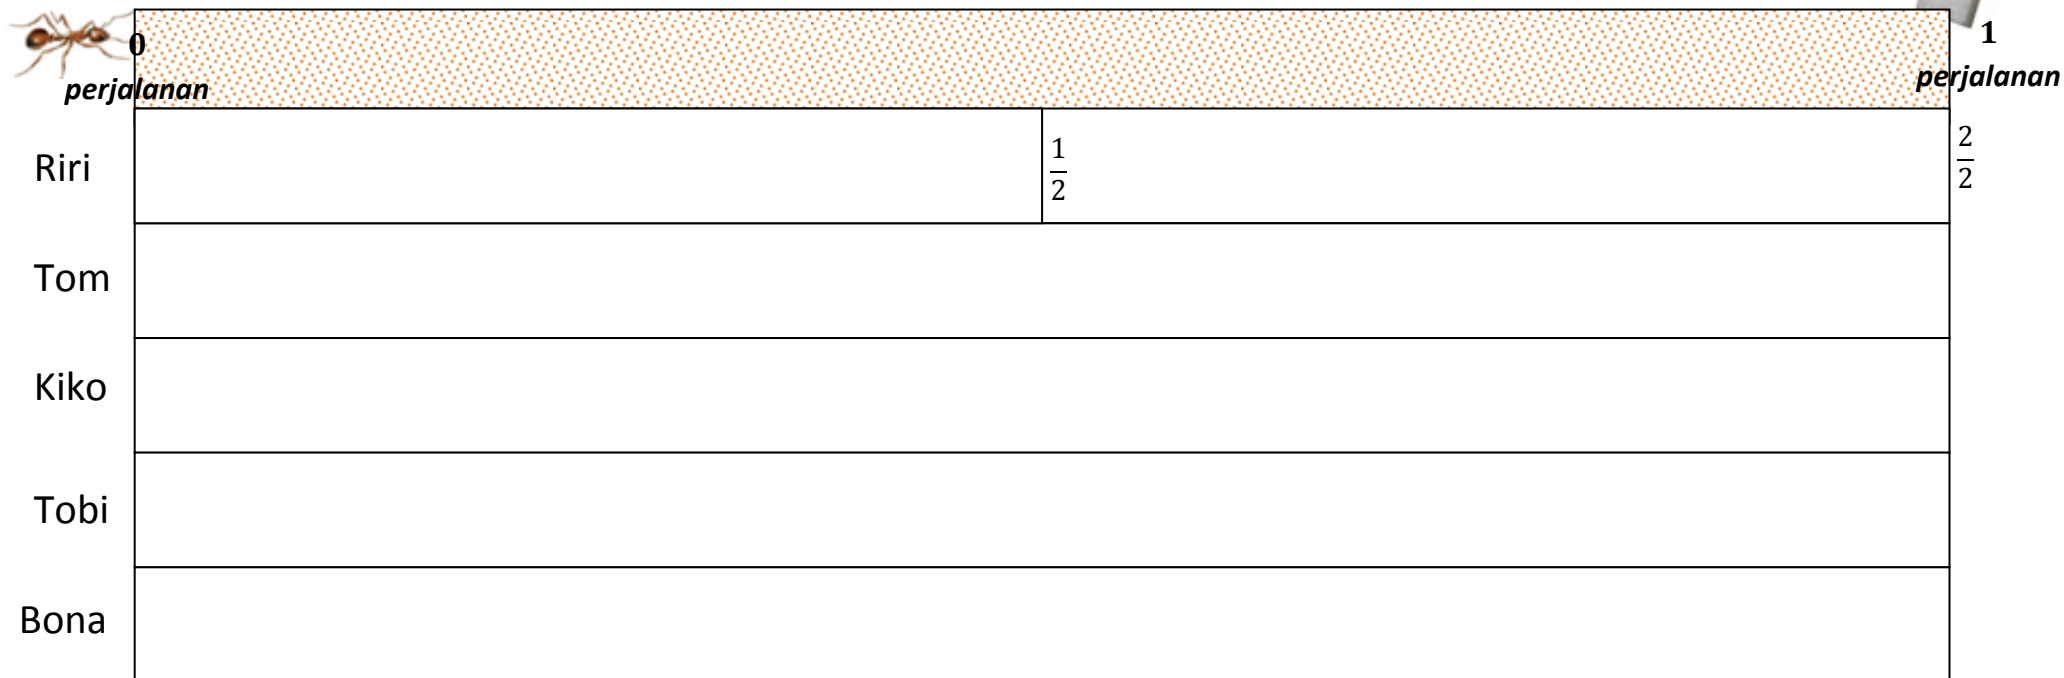 0
perjalanan
1
perjalanan
Riri
1/2
2/2
Tom
Kiko
Tobi
Bona